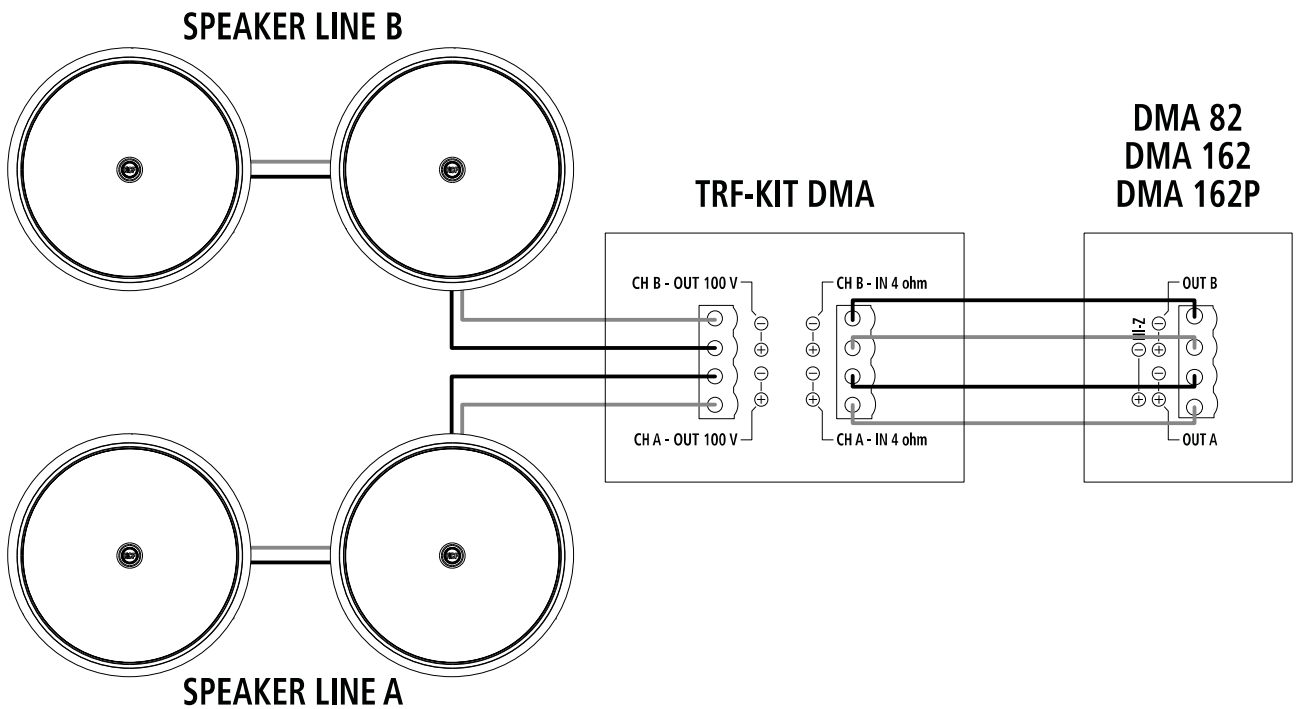 SPEAKER LINE B
DMA 82
DMA 162
DMA 162P
TRF-KIT DMA
CH B - OUT 100 V
CH B - IN 4 ohm
OUT B
CH A - OUT 100 V
CH A - IN 4 ohm
OUT A
SPEAKER LINE A